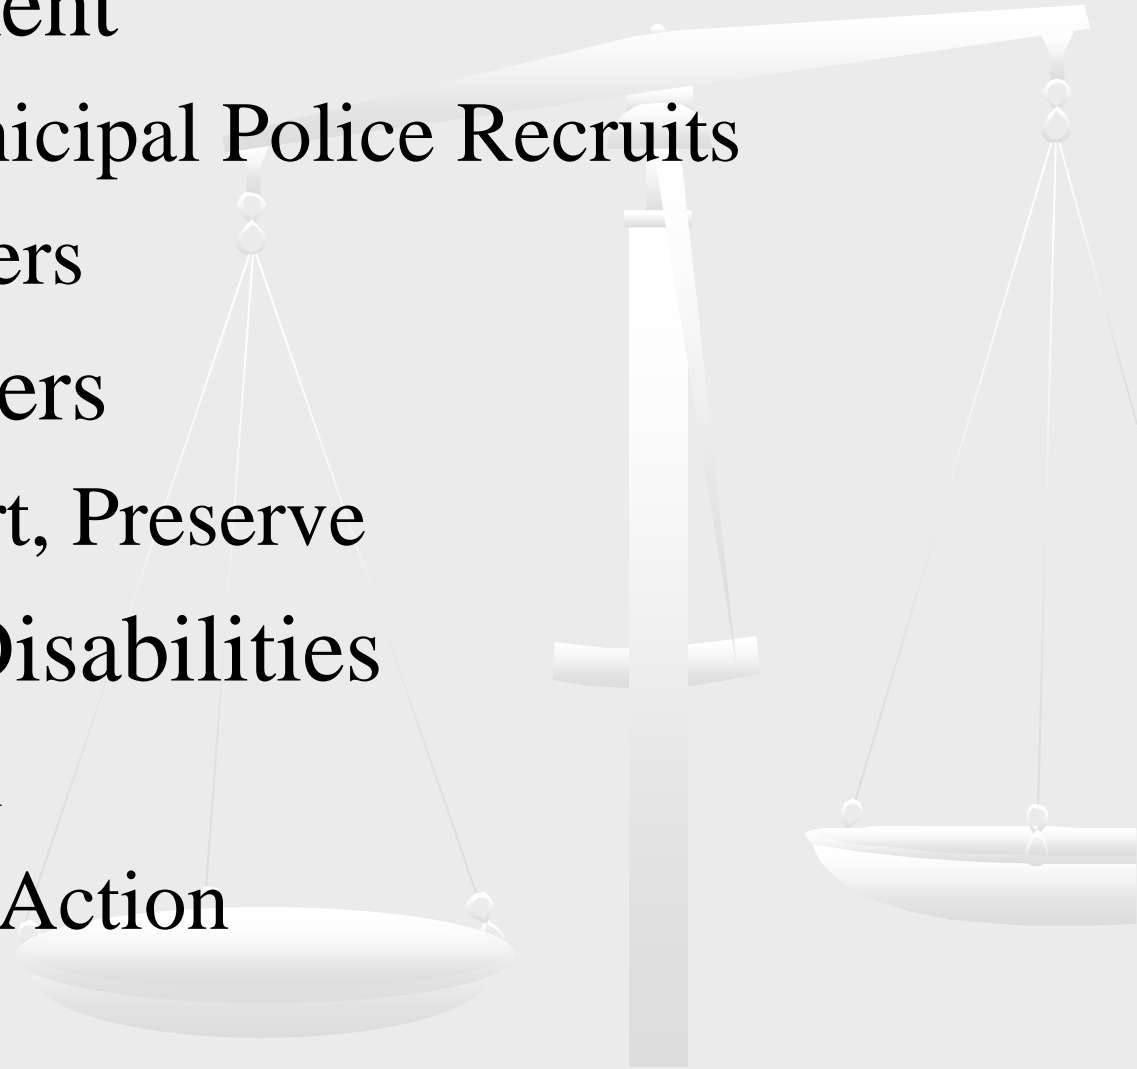 ent
nicipal Police Recruits
ers
ers
rt, Preserve
Disabilities
Action